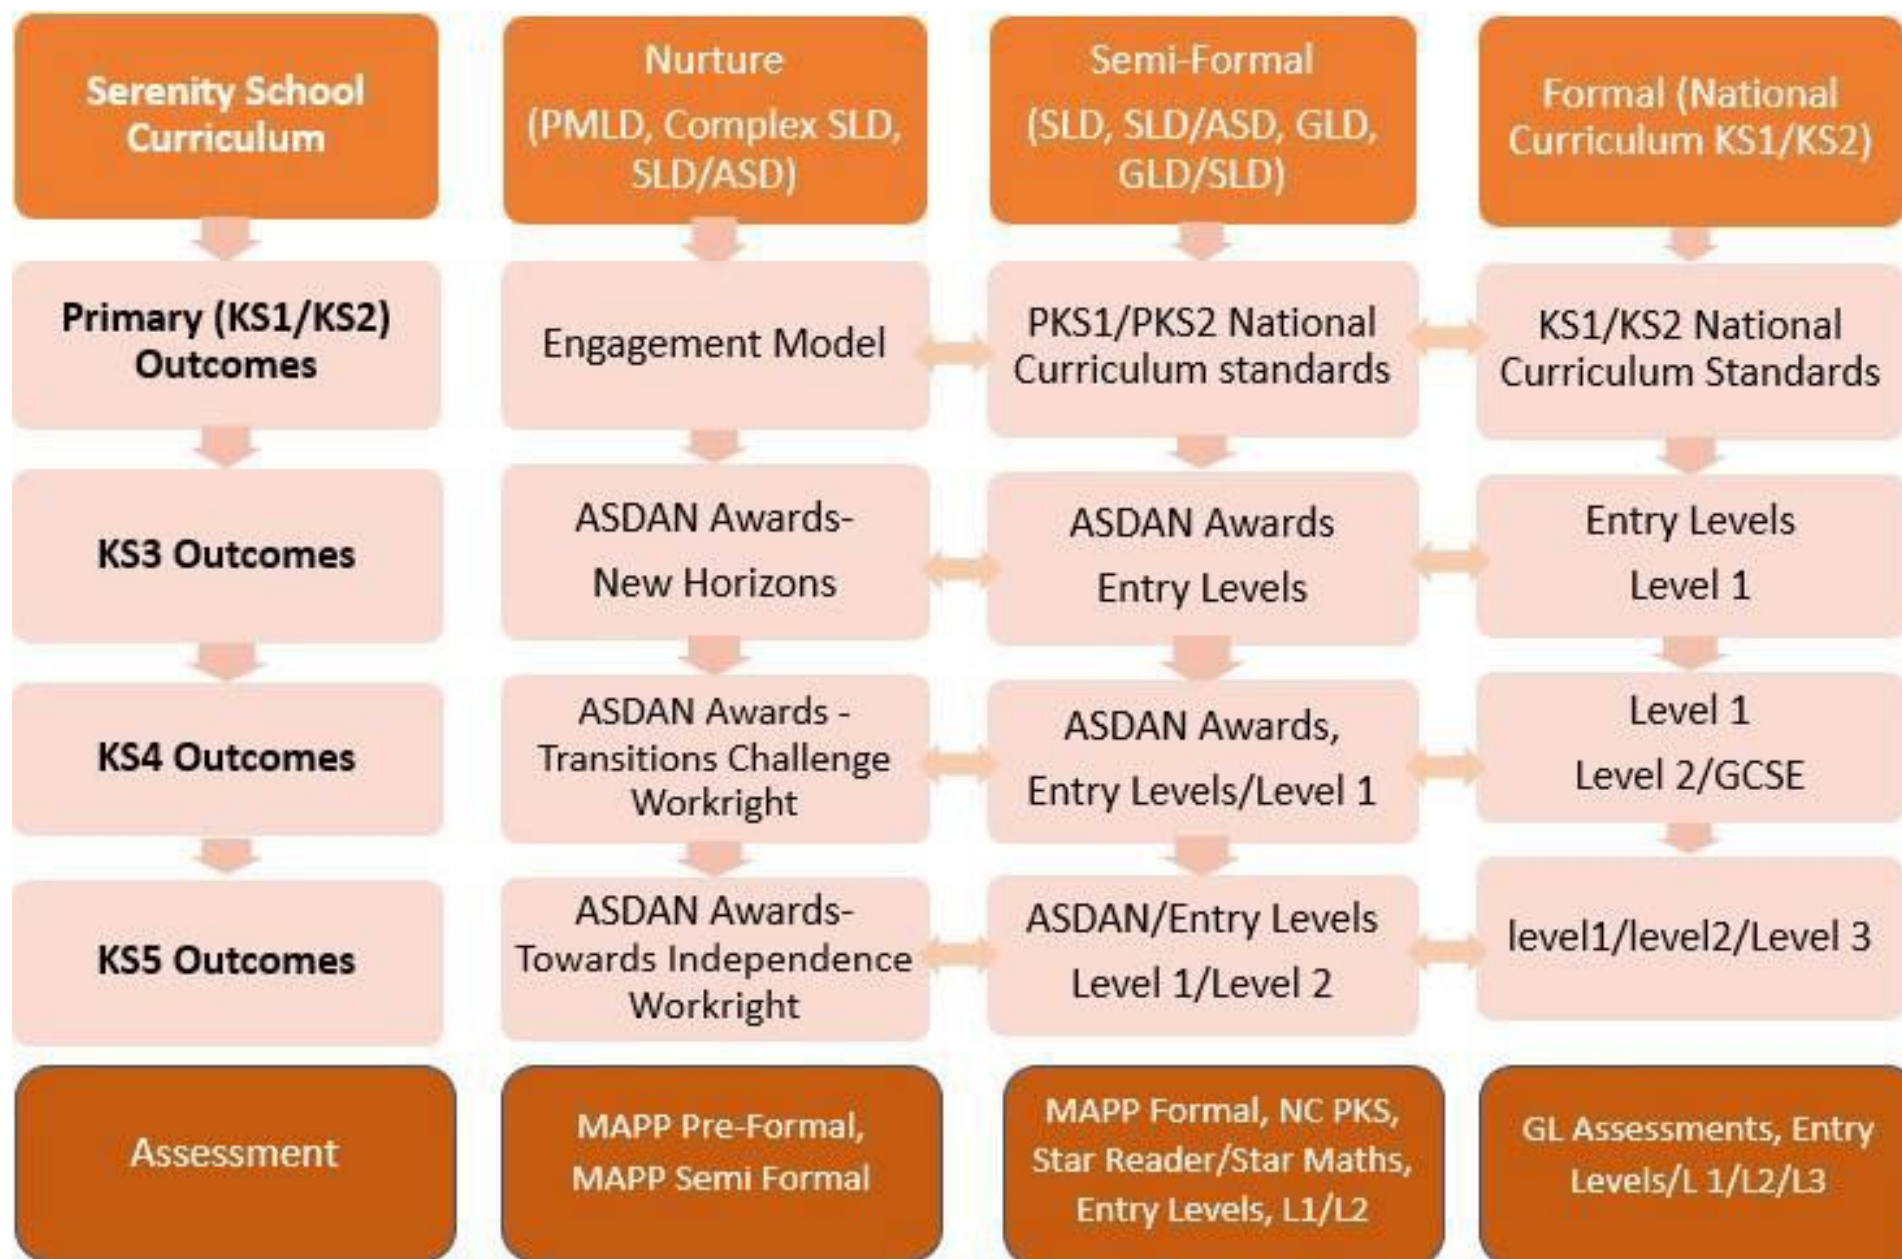 Serenity School
Curriculum
Nurture
(PMLD, Complex SLD,
SLD/ASD)
Semi-Formal
(SLD, SLD/ASD, GLD,
GLD/SLD)
Formal (National
Curriculum KS1/KS2)
Primary (KS1/KS2)
Outcomes
Engagement Model
PKS1/PKS2 National
Curriculum standards
KS1/KS2 National
Curriculum Standards
KS3 Outcomes
ASDAN Awards-
New Horizons
ASDAN Awards
Entry Levels
Entry Levels
Level 1
KS4 Outcomes
ASDAN Awards -
Transitions Challenge
Workright
ASDAN Awards,
Entry Levels/Level 1
Level 1
Level 2/GCSE
KS5 Outcomes
ASDAN Awards-
Towards Independence
Workright
ASDAN/Entry Levels
Level 1/Level 2
level1/level2/Level 3
Assessment
MAPP Pre-Formal,
MAPP Semi Formal
MAPP Formal, NC PKS,
Star Reader/Star Maths,
Entry Levels, L1/L2
GL Assessments, Entry
Levels/L 1/L2/L3